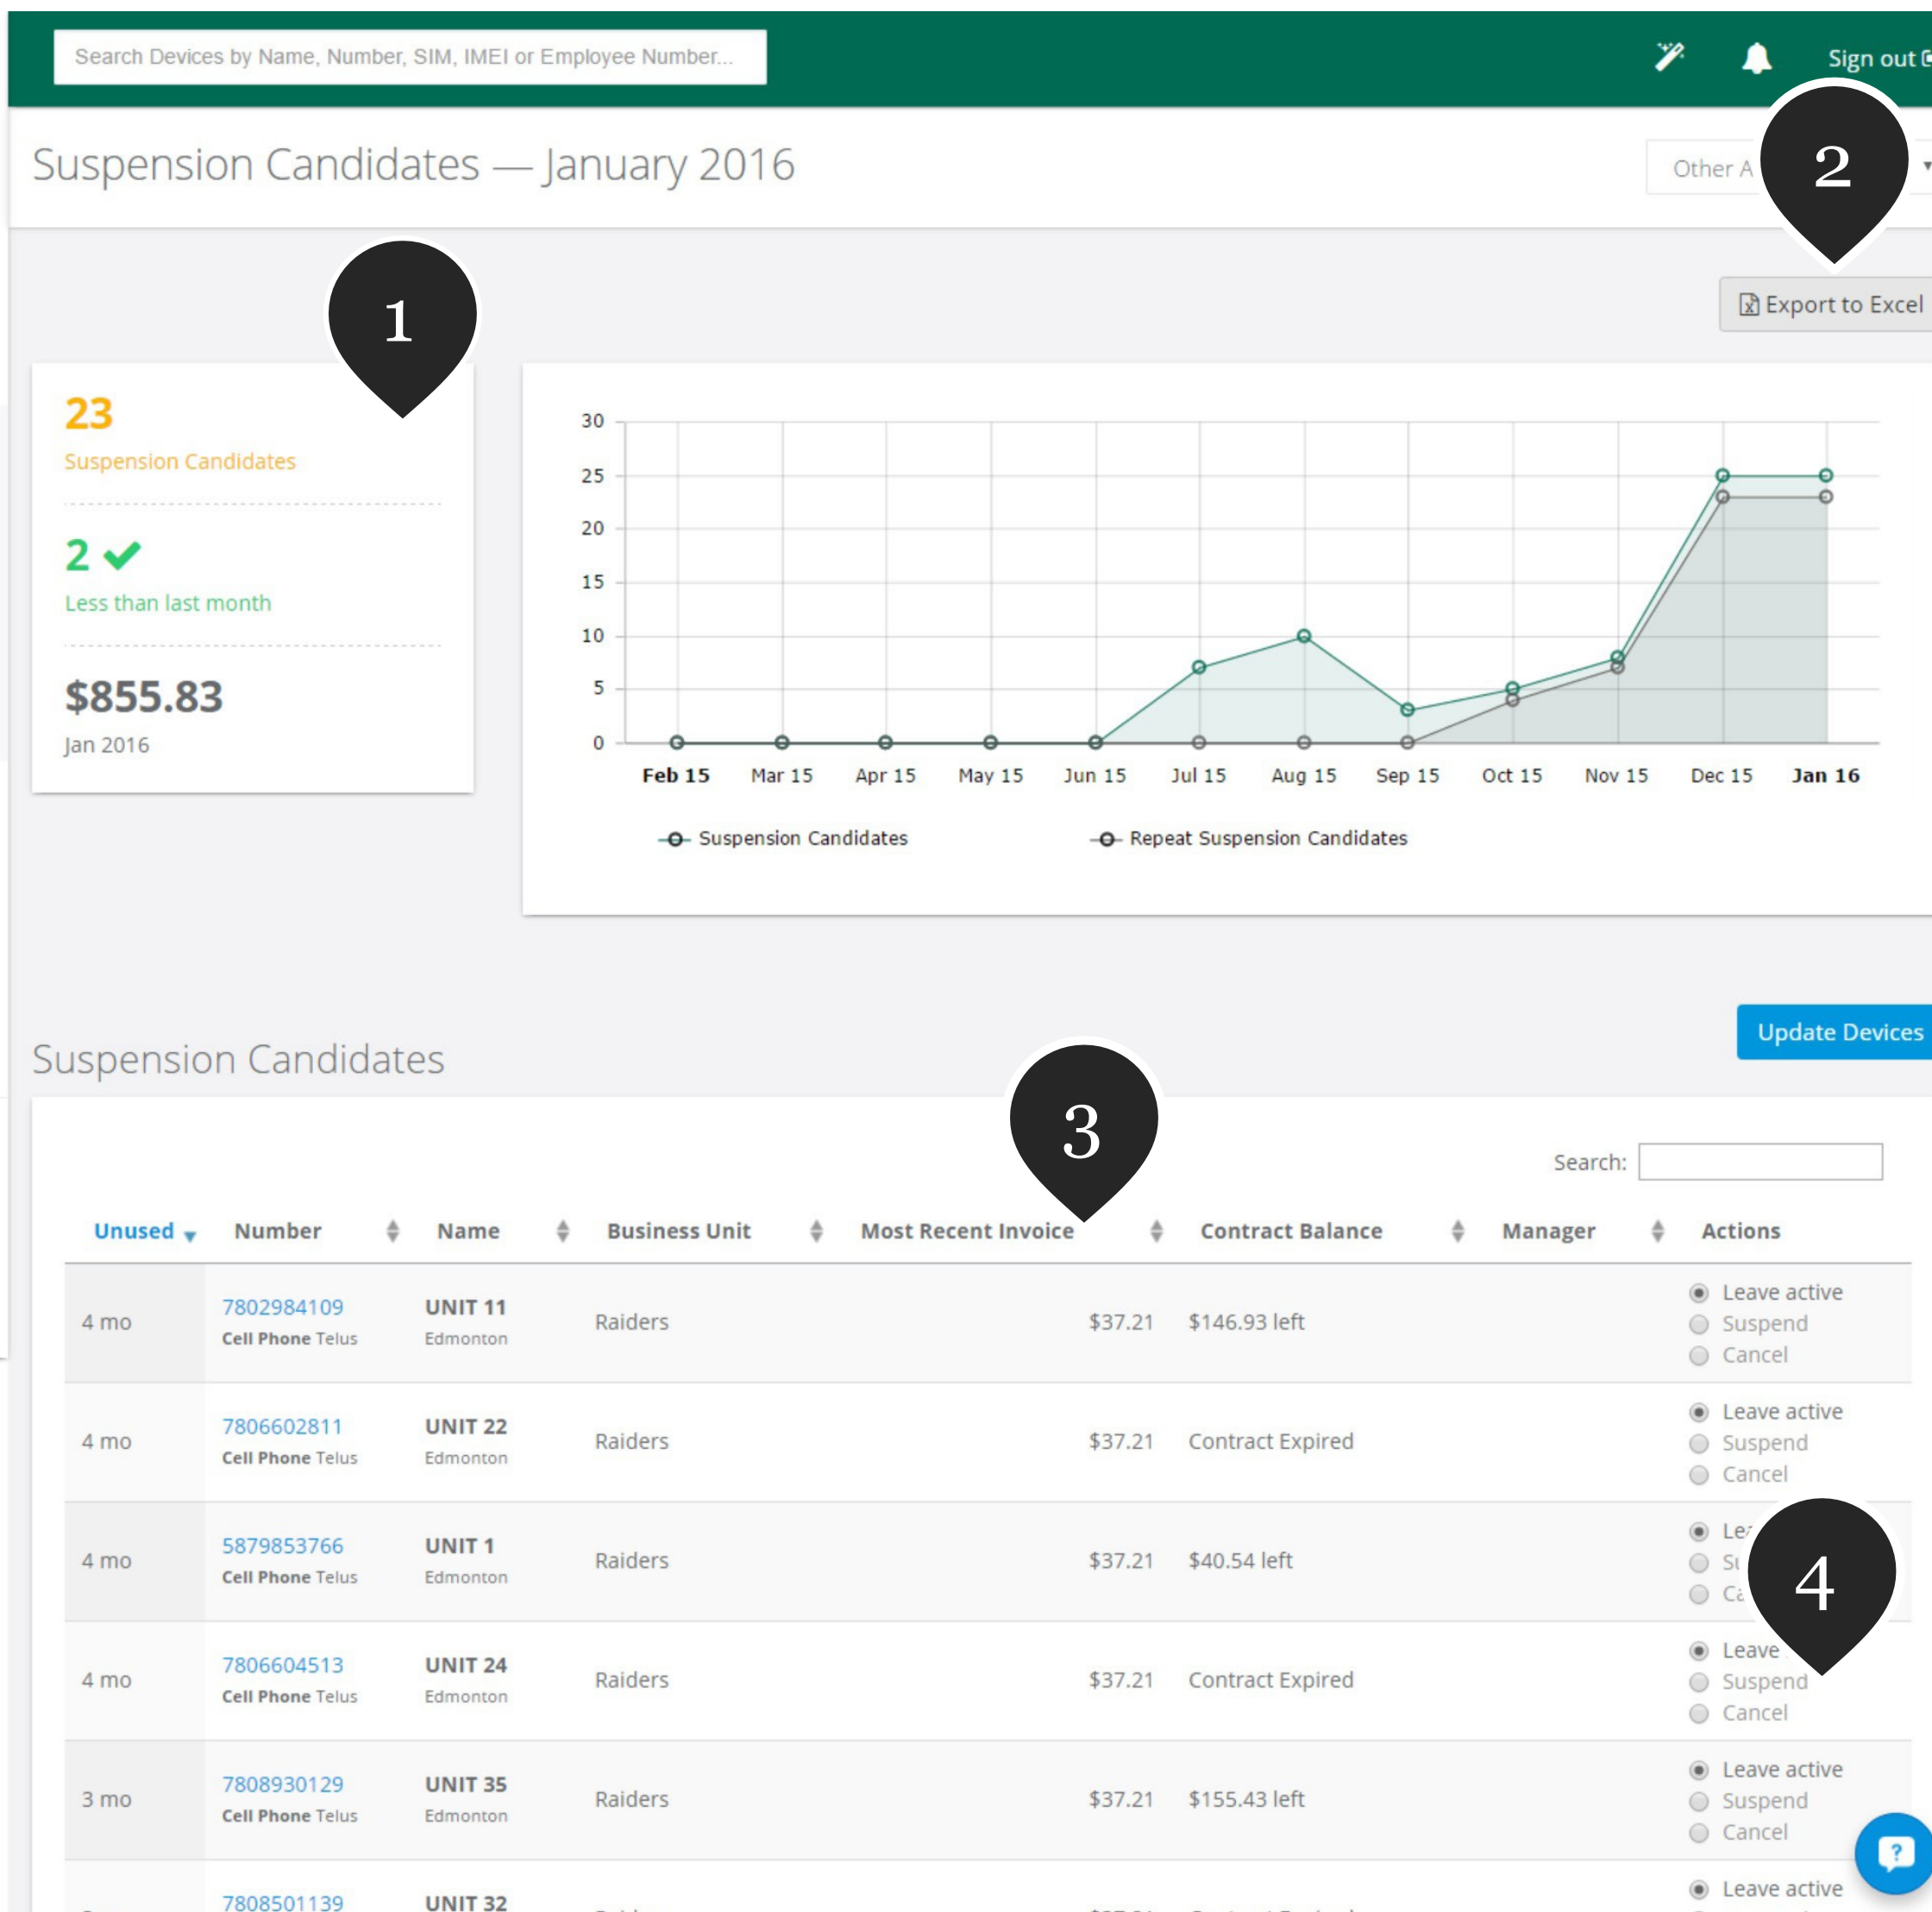 Search Devices by Name, Number, SIM, IMEI or Employee Number...
Sign out
Suspension Candidates — January 2016
Other
2
1
Export to Excel
23
Suspension Candidates
2
Less than last month
$855.83
Jan 2016
30
25
20
15
10
5
0
Feb 15 Mar 15 Apr 15 May 15 Jun 15 Jul 15 Aug 15 Sep 15 Oct 15 Nov 15 Dec 15 Jan 16
Suspension Candidates Repeat Suspension Candidates
Update Devices
Suspension Candidates
3
Search:
Unused Number Name Business Unit Most Recent Invoice Contract Balance Manager Actions
4 mo 7802984109 UNIT 11 Raiders $37.21 $146.93 left Leave active
Cell Phone Telus Edmonton Suspend
Cancel
4 mo 7806602811 UNIT 22 Raiders $37.21 Contract Expired Leave active
Cell Phone Telus Edmonton Suspend
Cancel
4 mo 5879853766 UNIT 1 Raiders $37.21 $40.54 left
Cell Phone Telus Edmonton
4
4 mo 7806604513 UNIT 24 Raiders $37.21 Contract Expired Leave
Cell Phone Telus Edmonton Suspend
Cancel
3 mo 7808930129 UNIT 35 Raiders $37.21 $155.43 left Leave active
Cell Phone Telus Edmonton Suspend
Cancel
7808501139 UNIT 32 Leave active